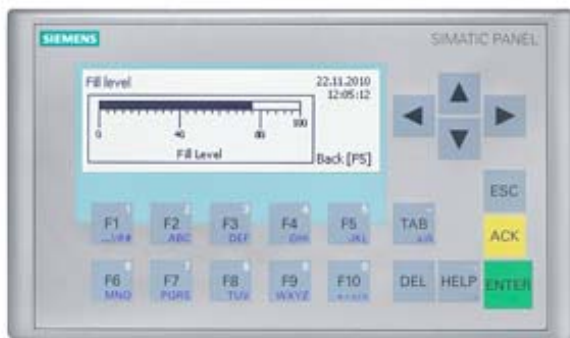 SIEMENS
SIMATIC PANEL
Fill level
22.11.2010
12:05:12
0 40 80 100
Fill Level
Back [F5]
ESC
F1 F2 F3 F4 F5 TAB
ABC DEF GHI JKL
ACK
F6 F7 F8 F9 F10 DEL HELP ENTER
MNO PQRS TUV WXYZ